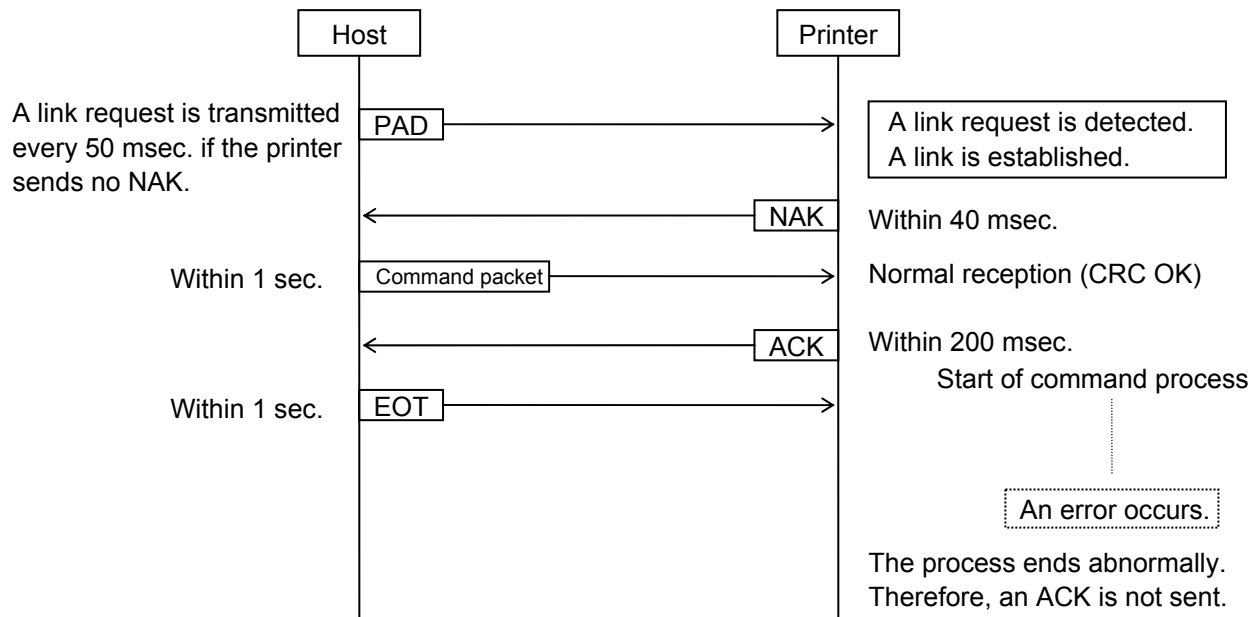 Host
Printer
A link request is transmitted
every 50 msec. if the printer
sends no NAK.
PAD
A link request is detected.
A link is established.
NAK
Within 40 msec.
Within 1 sec.
Command packet
Normal reception (CRC OK)
ACK
Within 200 msec.
Start of command process
Within 1 sec.
EOT
An error occurs.
The process ends abnormally.
Therefore, an ACK is not sent.